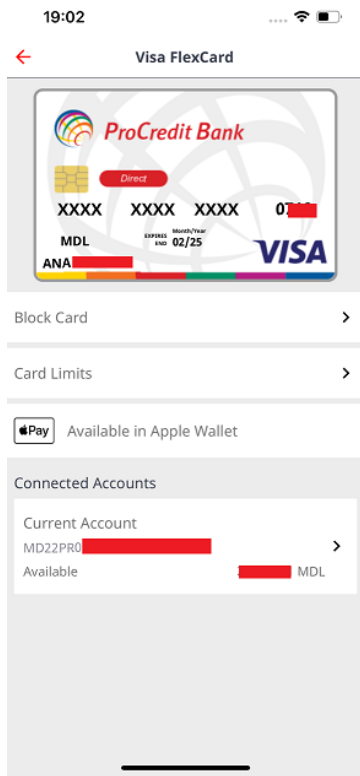 19:02
Visa FlexCard
ProCredit Bank
Direct
XXXX XXXX XXXX
MDL
EXPIRES END
Month/Year
02/25
VISA
ANA
Block Card
Card Limits
Pay
Available in Apple Wallet
Connected Accounts
Current Account
MD22PR0
Available
MDL